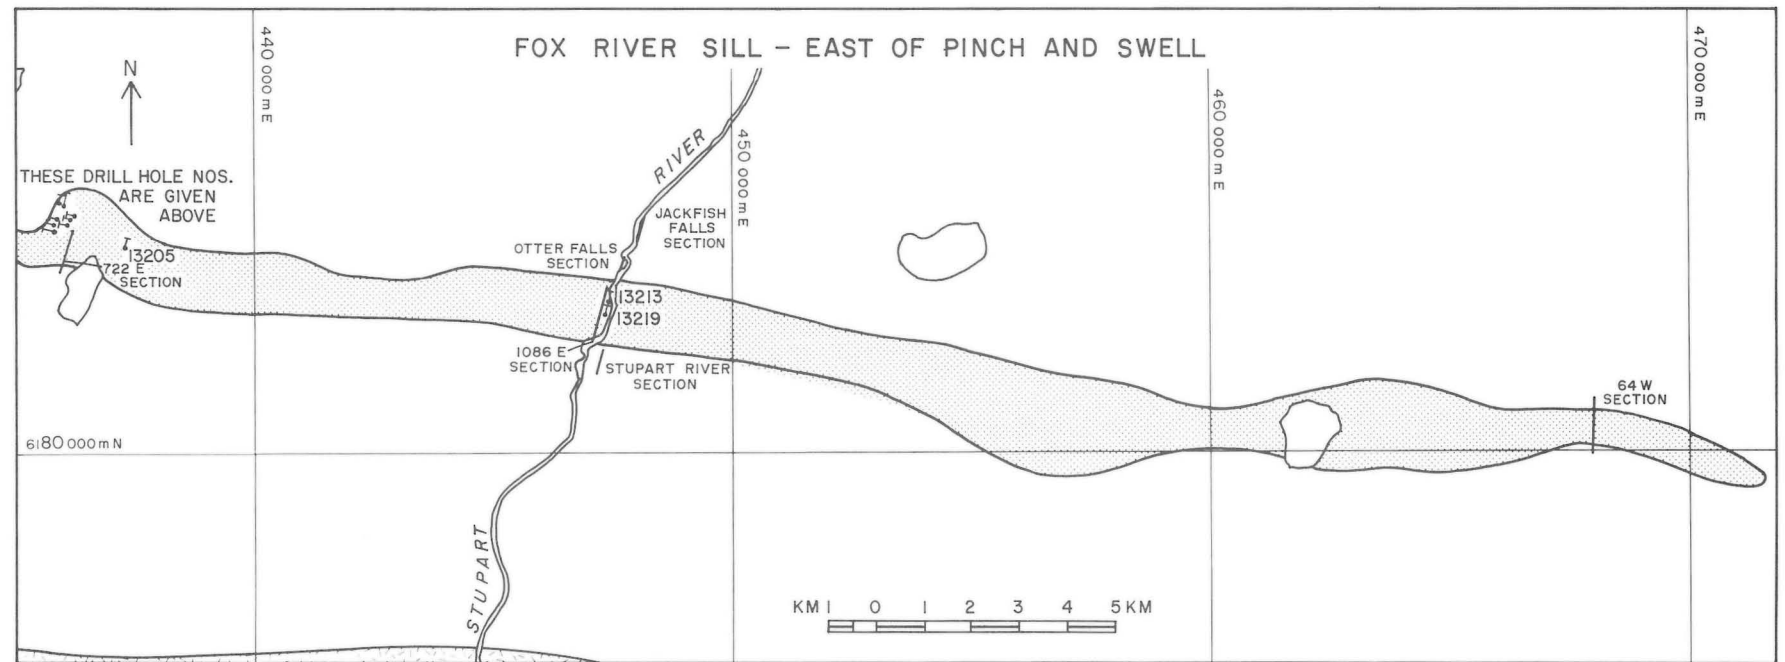 FOX RIVER SILL – EAST OF PINCH AND SWELL
440 000 m E
450 000 m E
460 000 m E
470 000 m E
N
THESE DRILL HOLE NOS.
ARE GIVEN
ABOVE
13205
722 E
SECTION
RIVER
JACKFISH
FALLS
SECTION
OTTER FALLS
SECTION
13213
13219
1086 E
SECTION
STUPART RIVER
SECTION
64 W
SECTION
6180 000 m N
STUPART
KM 1 0 1 2 3 4 5 KM